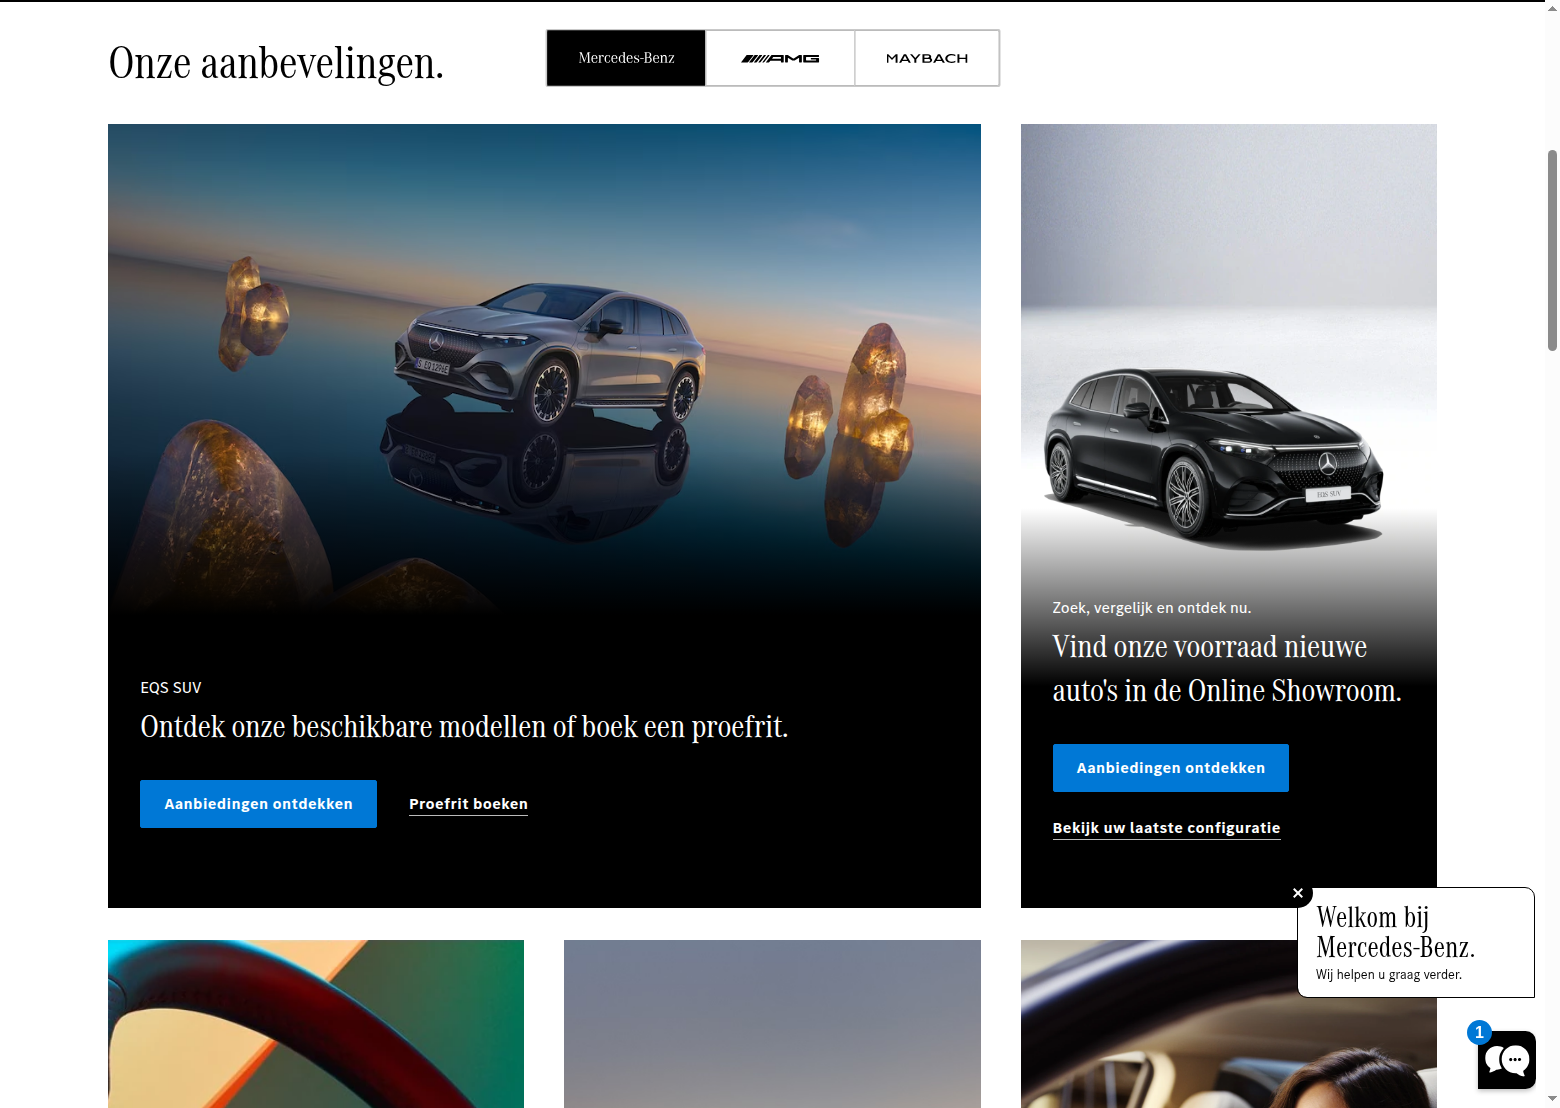 Onze aanbevelingen.
Mercedes-Benz
AMG
MAYBACH
EQS SUV
Ontdek onze beschikbare modellen of boek een proefrit.
Aanbiedingen ontdekken
Proefrit boeken
EQS SUV
Zoek, vergelijk en ontdek nu.
Vind onze voorraad nieuwe
auto's in de Online Showroom.
Aanbiedingen ontdekken
Bekijk uw laatste configuratie
Welkom bij
Mercedes-Benz.
Wij helpen u graag verder.
1